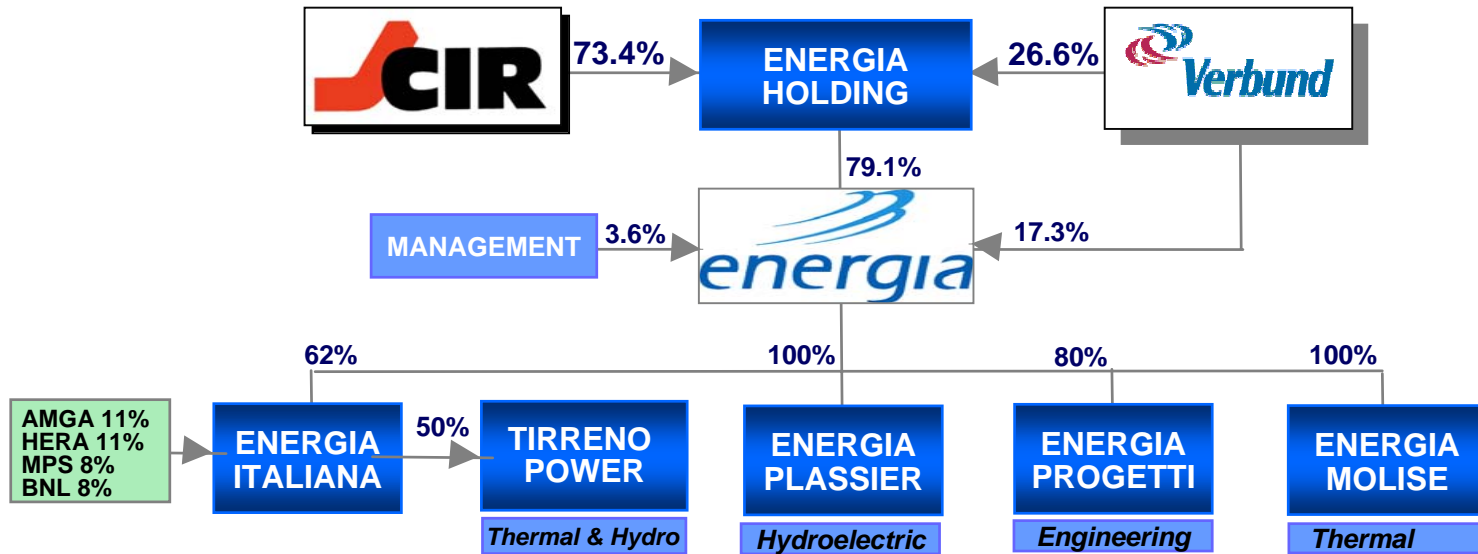 CIR
73.4%
ENERGIA
HOLDING
26.6%
Verbund
79.1%
MANAGEMENT
3.6%
energia
17.3%
62%
100%
80%
100%
AMGA 11%
HERA 11%
MPS 8%
BNL 8%
ENERGIA
ITALIANA
50%
TIRRENO
POWER
ENERGIA
PLASSIER
ENERGIA
PROGETTI
ENERGIA
MOLISE
Thermal & Hydro
Hydroelectric
Engineering
Thermal